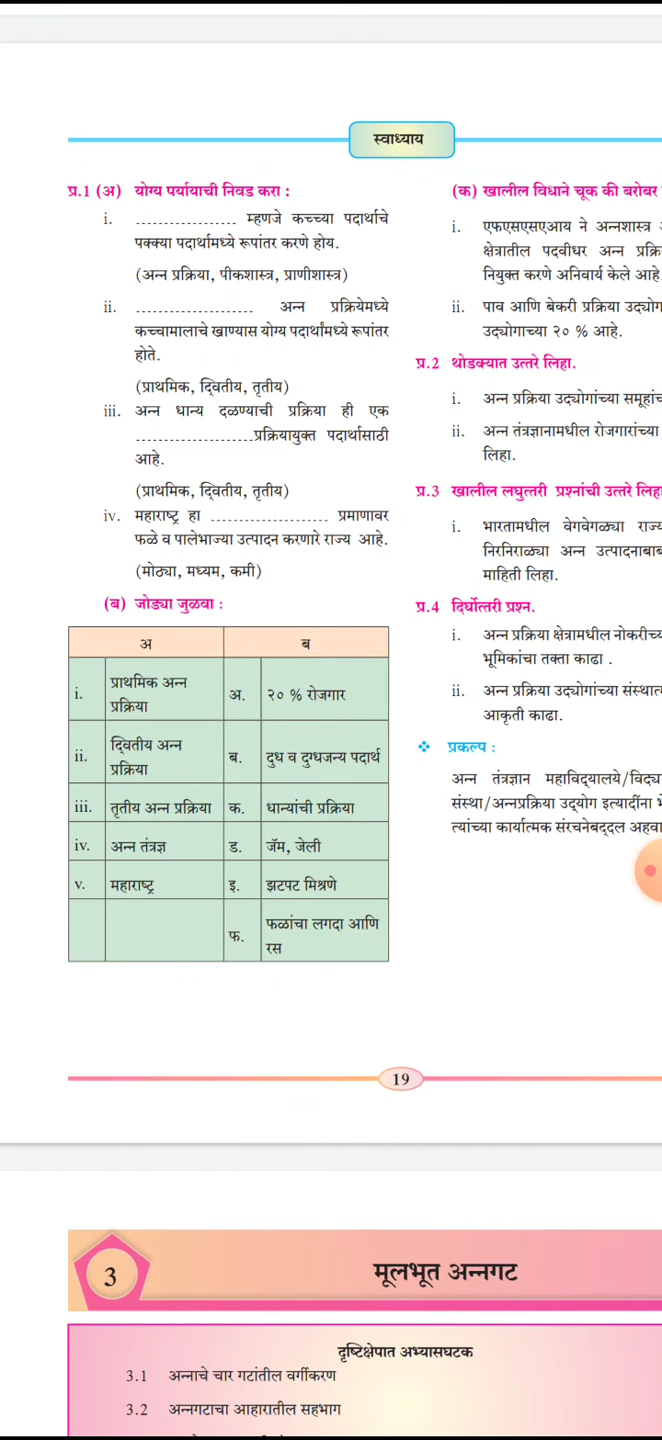 स्वाध्याय
प्र.1 (अ) योग्य पर्यायाची निवड करा :
i. ____________ म्हणजे कच्च्या पदार्थाचे
पक्क्या पदार्थामध्ये रूपांतर करणे होय.
(अन्न प्रक्रिया, पीकशास्त्र, प्राणीशास्त्र)
ii. ____________ अन्न प्रक्रियेमध्ये
कच्चामालाचे खाण्यास योग्य पदार्थांमध्ये रूपांतर
होते.
(प्राथमिक, द्वितीय, तृतीय)
iii. अन्न धान्य दळण्याची प्रक्रिया ही एक
____________प्रक्रियायुक्त पदार्थासाठी
आहे.
(प्राथमिक, द्वितीय, तृतीय)
iv. महाराष्ट्र हा ____________ प्रमाणावर
फळे व पालेभाज्या उत्पादन करणारे राज्य आहे.
(मोठ्या, मध्यम, कमी)
(ब) जोड्या जुळवा :
अ ब
i. प्राथमिक अन्न प्रक्रिया अ. २० % रोजगार
ii. द्वितीय अन्न प्रक्रिया ब. दुध व दुग्धजन्य पदार्थ
iii. तृतीय अन्न प्रक्रिया क. धान्यांची प्रक्रिया
iv. अन्न तंत्रज्ञ ड. जॅम, जेली
v. महाराष्ट्र इ. झटपट मिश्रणे
फ. फळांचा लगदा आणि रस
(क) खालील विधाने चूक की बरोबर
i. एफएसएसएआय ने अन्नशास्त्र
क्षेत्रातील पदवीधर अन्न
नियुक्त करणे अनिवार्य केले आहे
ii. पाव आणि बेकरी प्रक्रिया
उद्योगाच्या २० % आहे.
प्र.2 थोडक्यात उत्तरे लिहा.
i. अन्न प्रक्रिया उद्योगांच्या
ii. अन्न तंत्रज्ञानामधील रोजगारांच्या
लिहा.
प्र.3 खालील लघुत्तरी प्रश्नांची उत्तरे
i. भारतामधील वेगवेगळ्या
निरनिराळ्या अन्न
माहिती लिहा.
प्र.4 दिर्घोत्तरी प्रश्न.
i. अन्न प्रक्रिया क्षेत्रामधील
भूमिकांचा तक्ता काढा .
ii. अन्न प्रक्रिया उद्योगांच्या
आकृती काढा.
❖ प्रकल्प :
अन्न तंत्रज्ञान महाविद्यालये/
संस्था/अन्नप्रक्रिया उद्योग इत्यादींना
त्यांच्या कार्यात्मक संरचनेबद्दल
19
3 मूलभूत अन्नगट
दृष्टिक्षेपात अभ्यासघटक
3.1 अन्नाचे चार गटांतील वर्गीकरण
3.2 अन्नगटाचा आहारातील सहभाग